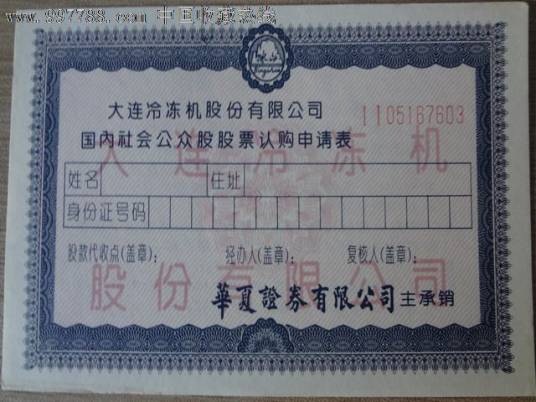 www.997788.com 中国收藏热线
大连冷冻机股份有限公司
1105167603
国内社会公众股股票认购申请表
大连冷冻机
姓名 住址
身份证号码
股款代收点(盖章): 经办人(盖章): 复核人(盖章):
股份有限公司
華夏證券有限公司 主承销